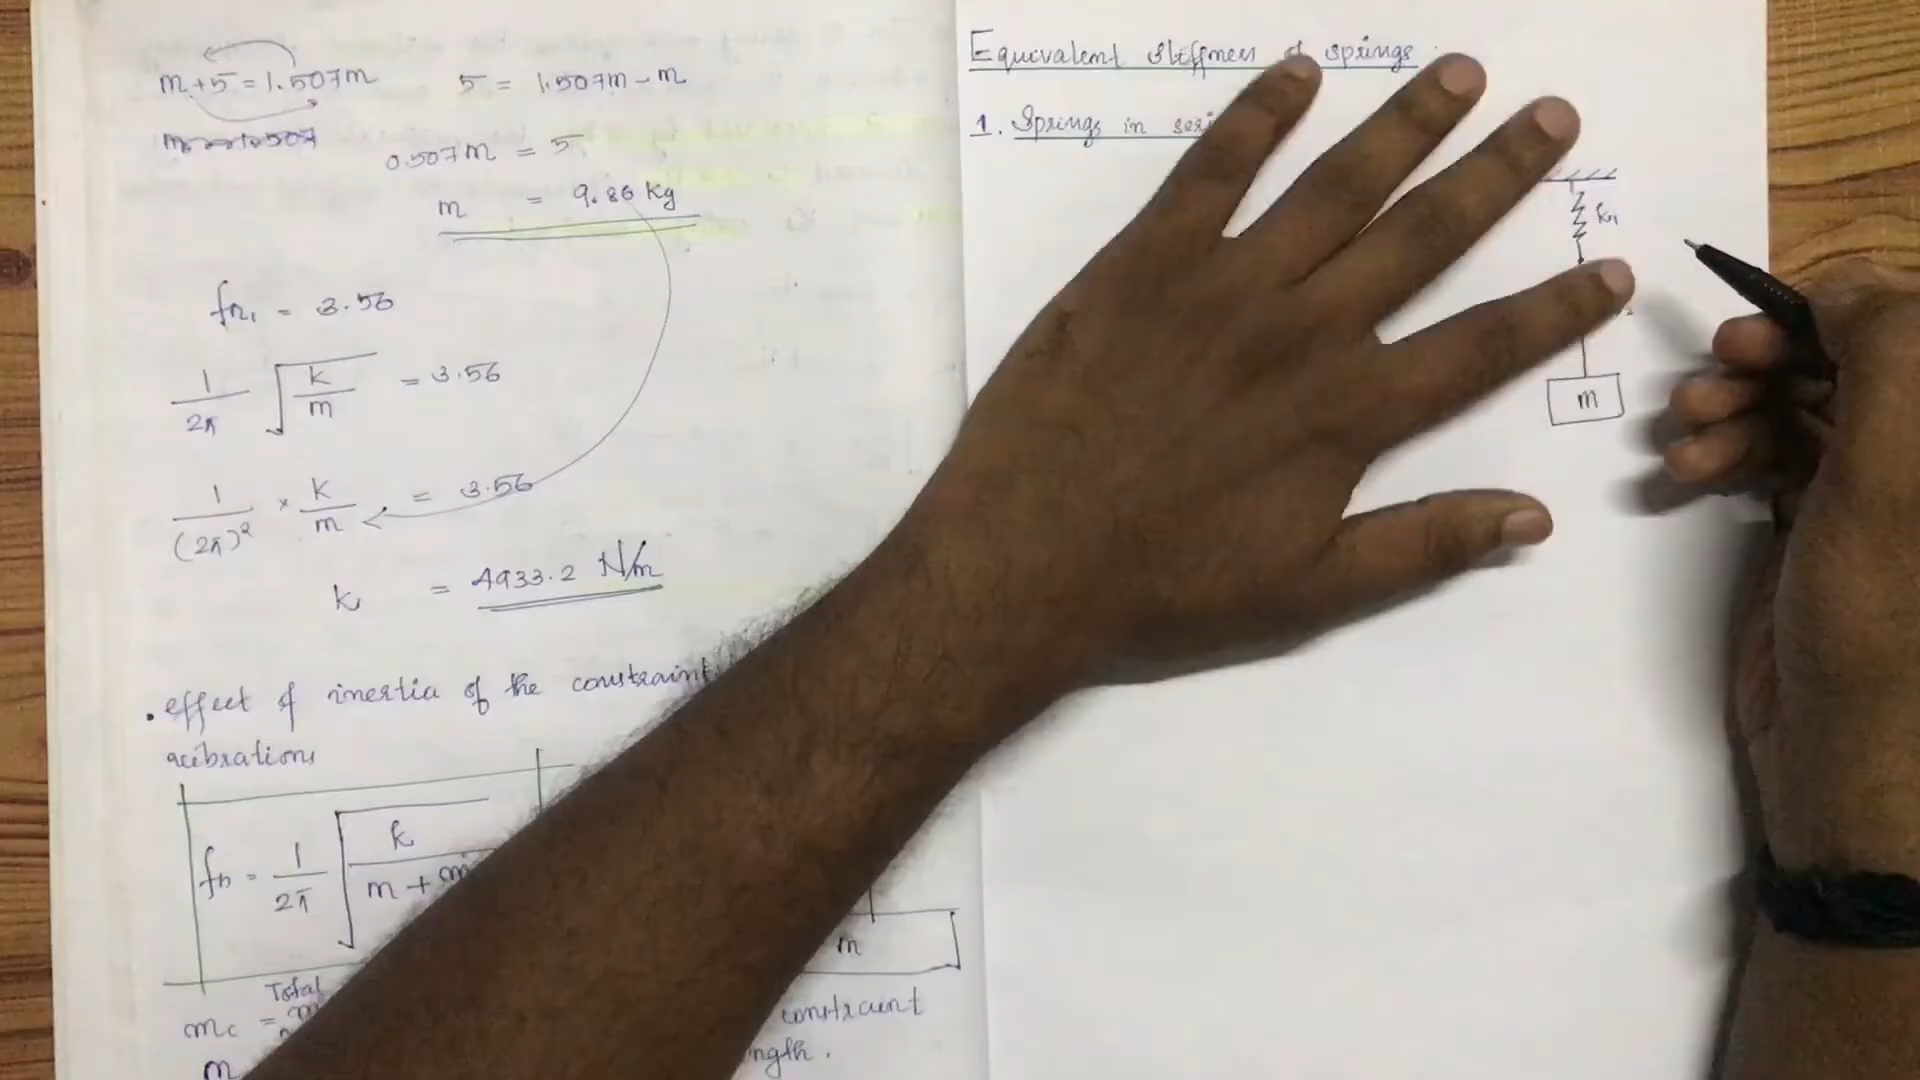 m+5 = 1.507m
5 = 1.507m - m
0.507m = 5
m = 9.86 Kg
fn₁ = 3.56
1/2π √(k/m) = 3.56
1/(2π)² × k/m = 3.56
k = 4933.2 N/m
. effect of inertia of the constraint
fn = 1/2π √(k/m+
m
Total
mc =
constraint
m
Equivalent stiffness of springs
1. Springs in
k₁
m